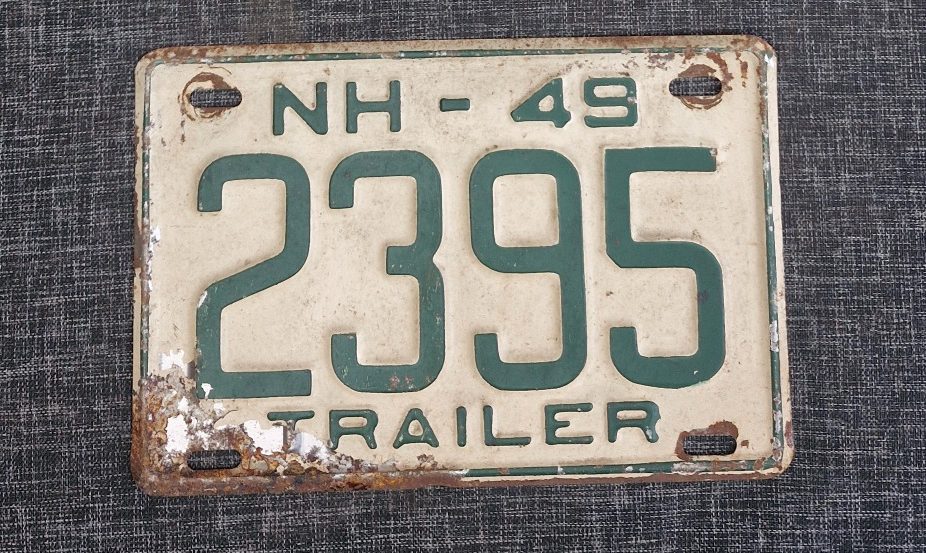 NH - 49
2395
TRAILER